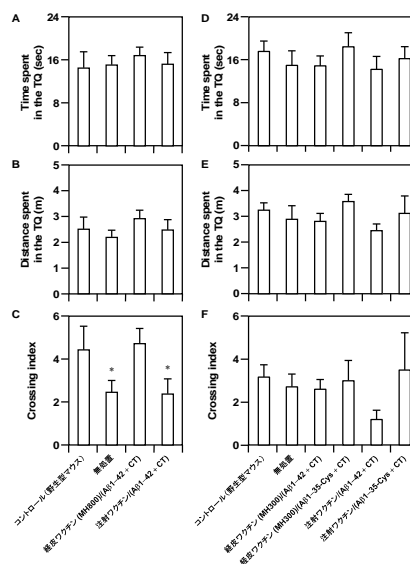 A
24
16
8
0
Time spent
in the TQ (sec)
D
24
16
8
0
Time spent
in the TQ (sec)
B
5
4
3
2
1
0
Distance spent
in the TQ (m)
E
5
4
3
2
1
0
Distance spent
in the TQ (m)
C
6
4
2
0
Crossing index
*
*
F
6
4
2
0
Crossing index
コントロール (野生型マウス)
無処置
経皮ワクチン (MH800)/(Aβ1–42 + CT)
注射ワクチン/(Aβ1–42 + CT)
コントロール (野生型マウス)
無処置
経皮ワクチン (MH300)/(Aβ1–42 + CT)
経皮ワクチン (MH300)/(Aβ1–35-Cys + CT)
注射ワクチン/(Aβ1–42 + CT)
注射ワクチン/(Aβ1–35-Cys + CT)